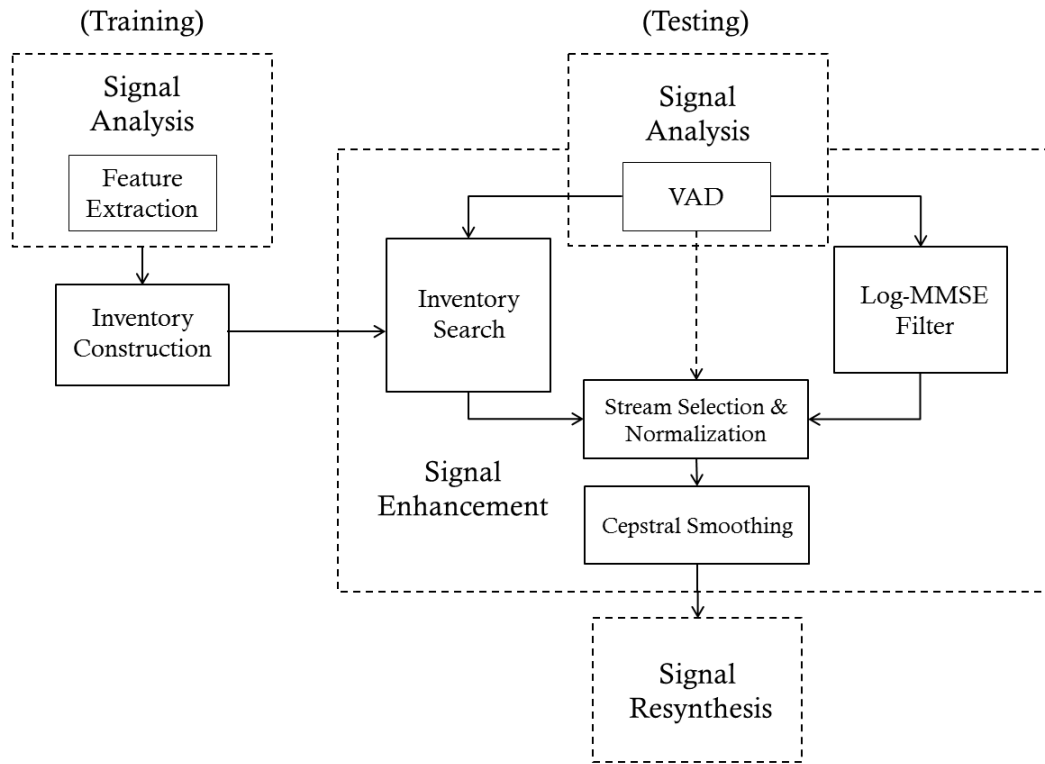 (Training)
(Testing)
Signal
Analysis
Feature
Extraction
Signal
Analysis
VAD
Inventory
Construction
Inventory
Search
Log-MMSE
Filter
Stream Selection &
Normalization
Signal
Enhancement
Cepstral Smoothing
Signal
Resynthesis